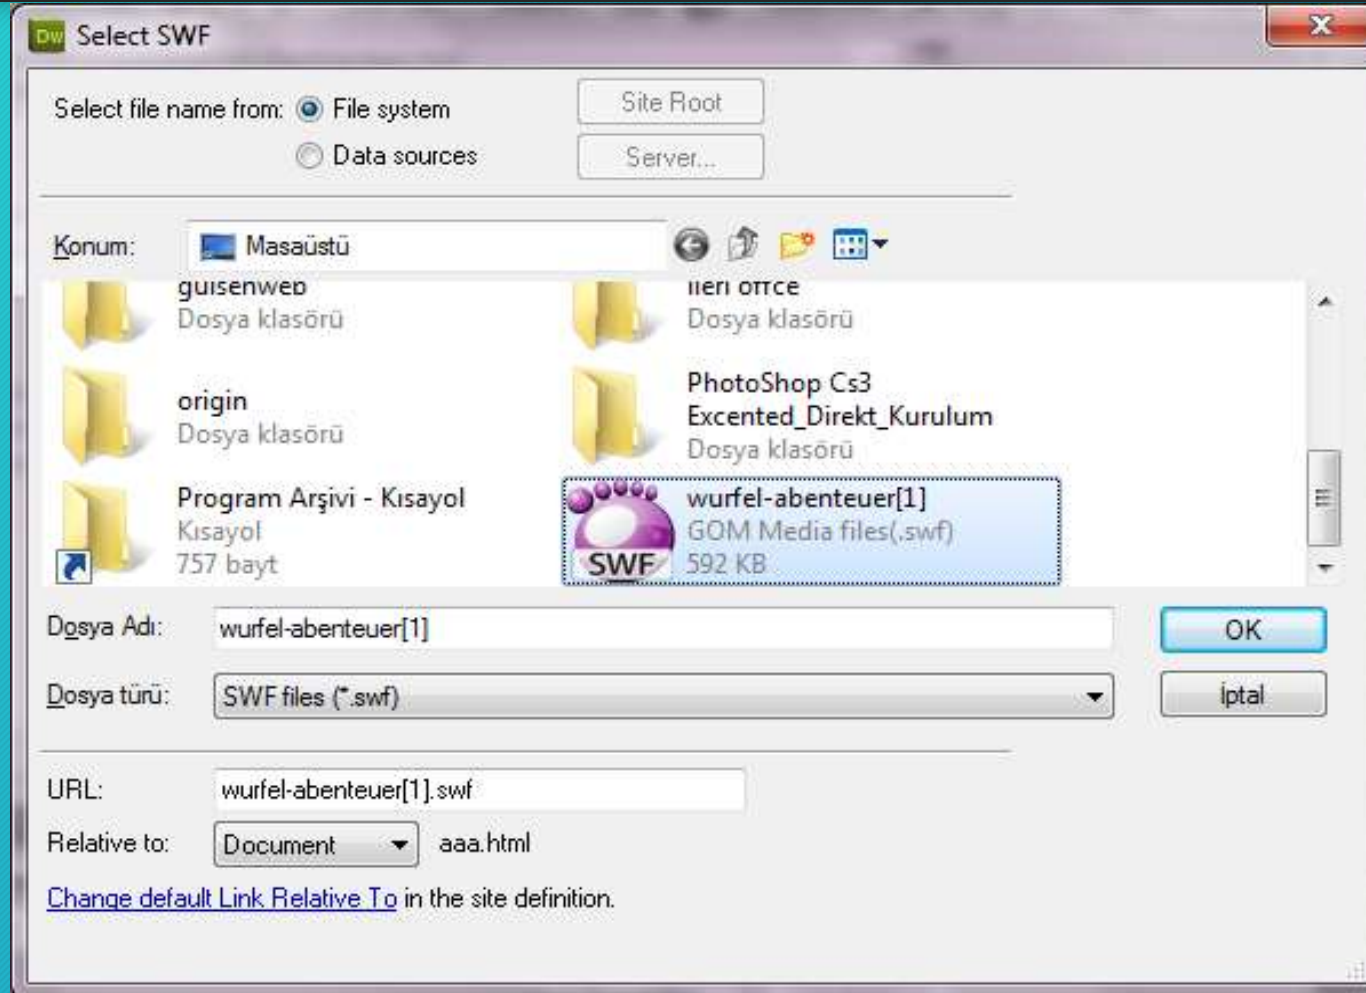 Dw Select SWF
Select file name from: File system
Site Root
Data sources
Server...
Konum: Masaüstü
gulsenweb
Dosya klasörü
ileri offce
Dosya klasörü
origin
Dosya klasörü
PhotoShop Cs3
Excented_Direkt_Kurulum
Dosya klasörü
Program Arşivi - Kısayol
Kısayol
757 bayt
SWF
wurfel-abenteuer[1]
GOM Media files(.swf)
592 KB
Dosya Adı: wurfel-abenteuer[1]
OK
Dosya türü: SWF files (*.swf)
İptal
URL: wurfel-abenteuer[1].swf
Relative to: Document aaa.html
Change default Link Relative To in the site definition.